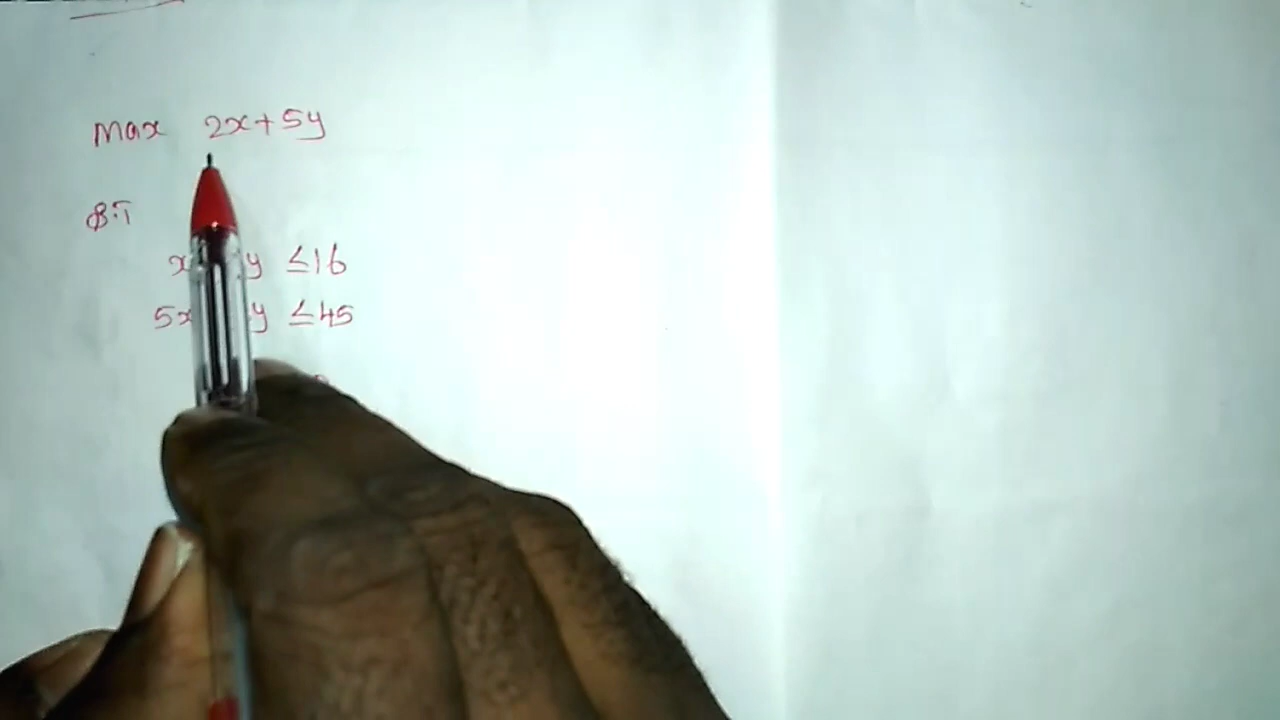 Max 2x+5y
S.T
x y ≤16
5x y ≤45